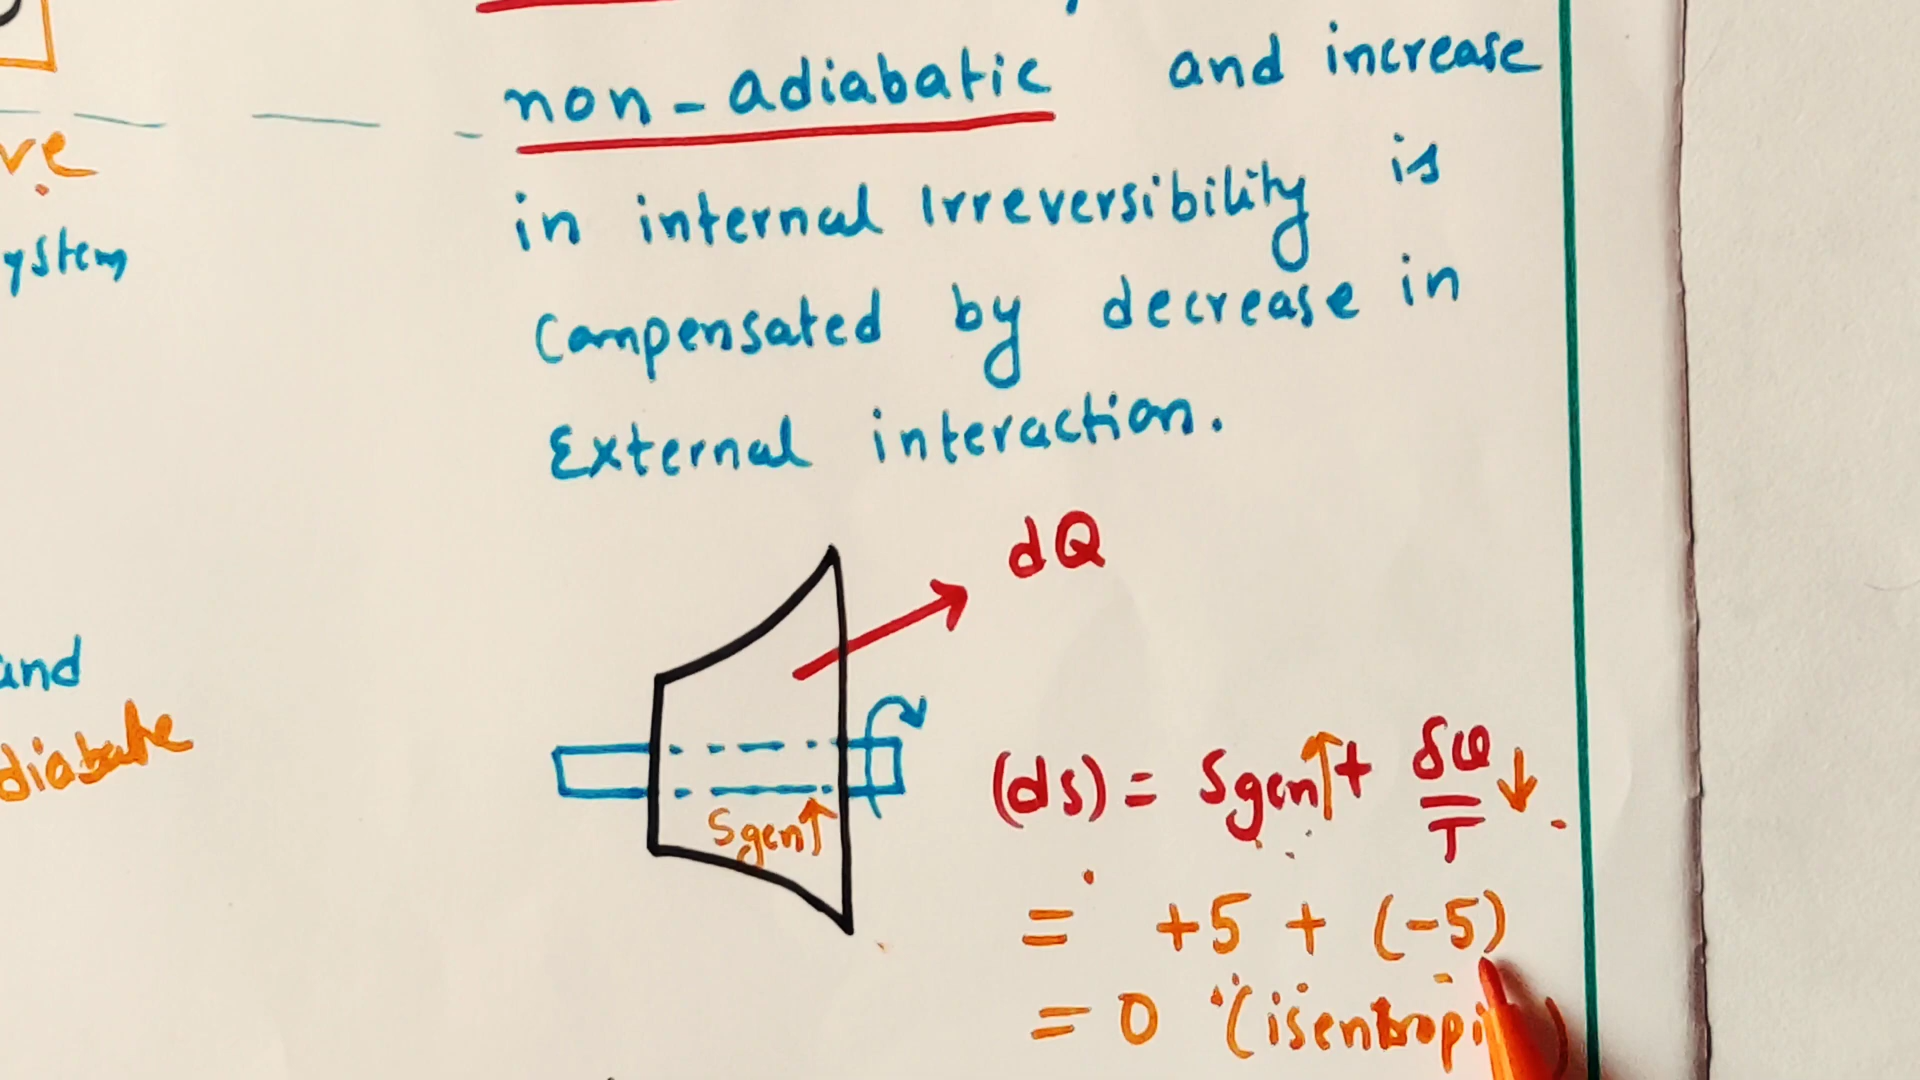 non-adiabatic and increase
in internal Irreversibility is
compensated by decrease in
External interaction.
ve
ystem
and
diabatic
dQ
Sgen↑
(ds) = Sgen↑ + δQ/T ↓
= +5 + (-5)
= 0 (isentropi